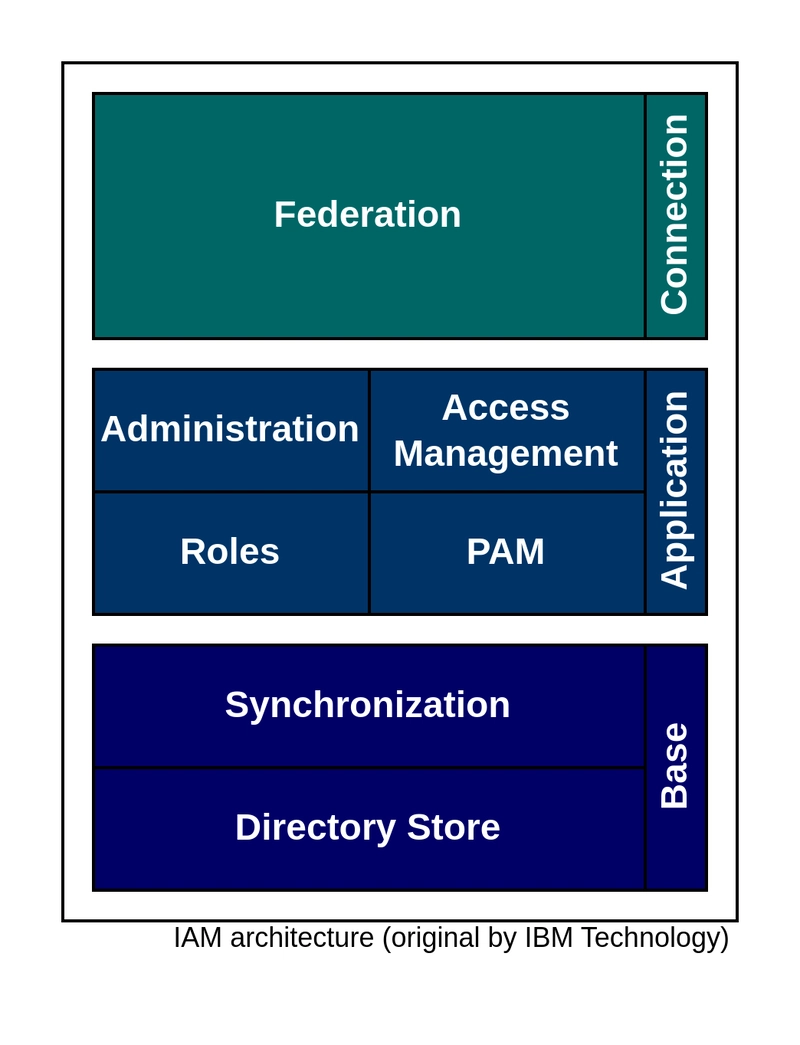 Federation
Connection
Administration
Access
Management
Roles
PAM
Application
Synchronization
Directory Store
Base
IAM architecture (original by IBM Technology)